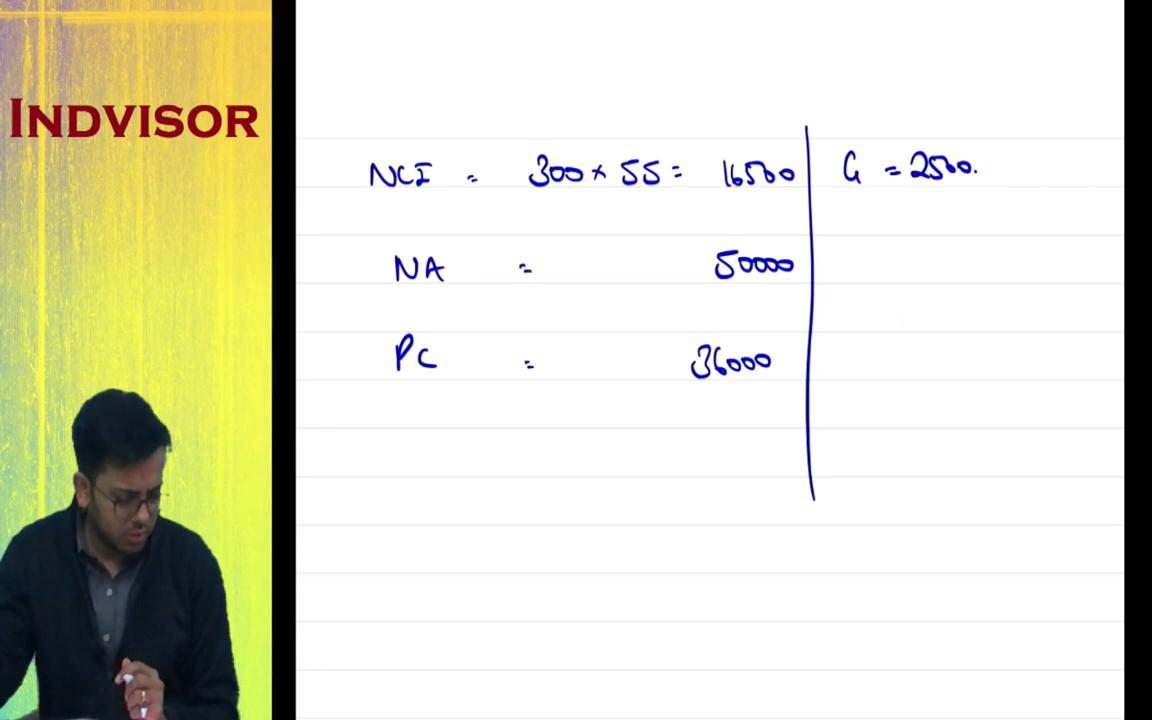 INDVISOR
NCI = 300 × 55 = 16500 G = 2500.
NA = 50000
PC = 36000